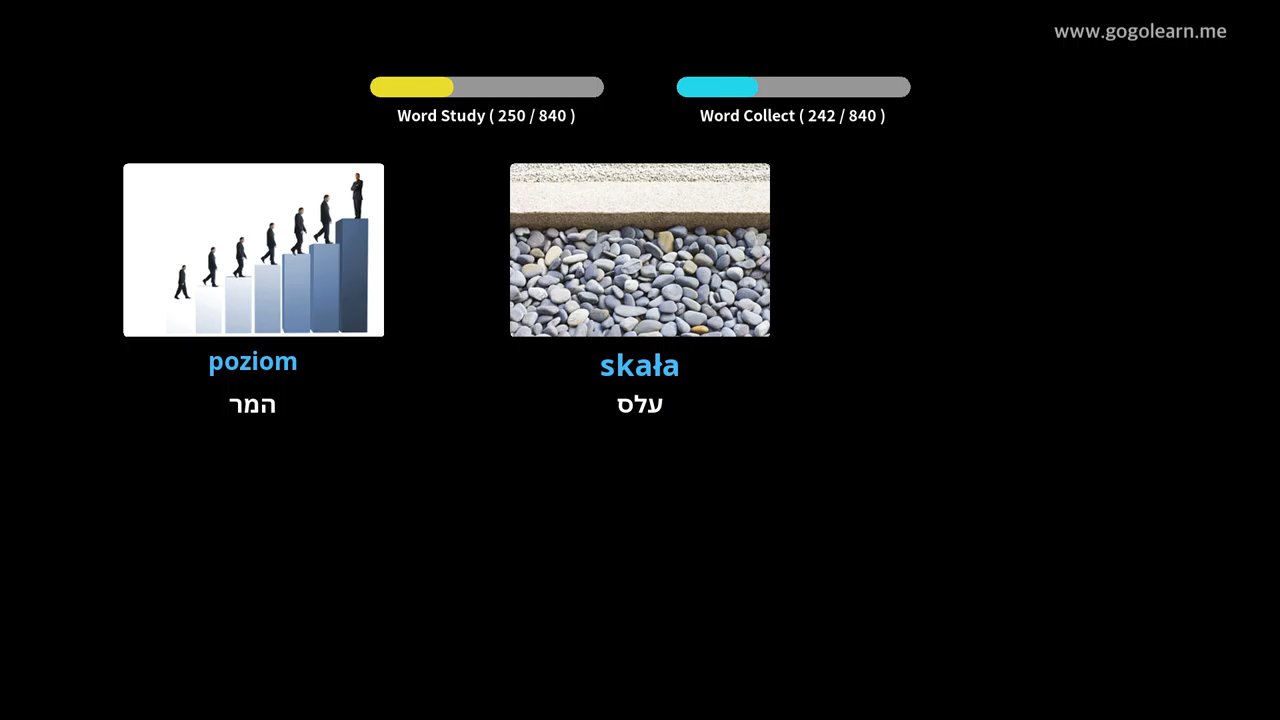 www.gogolearn.me
Word Study ( 250 / 840 )
Word Collect ( 242 / 840 )
poziom
המר
skała
עלס